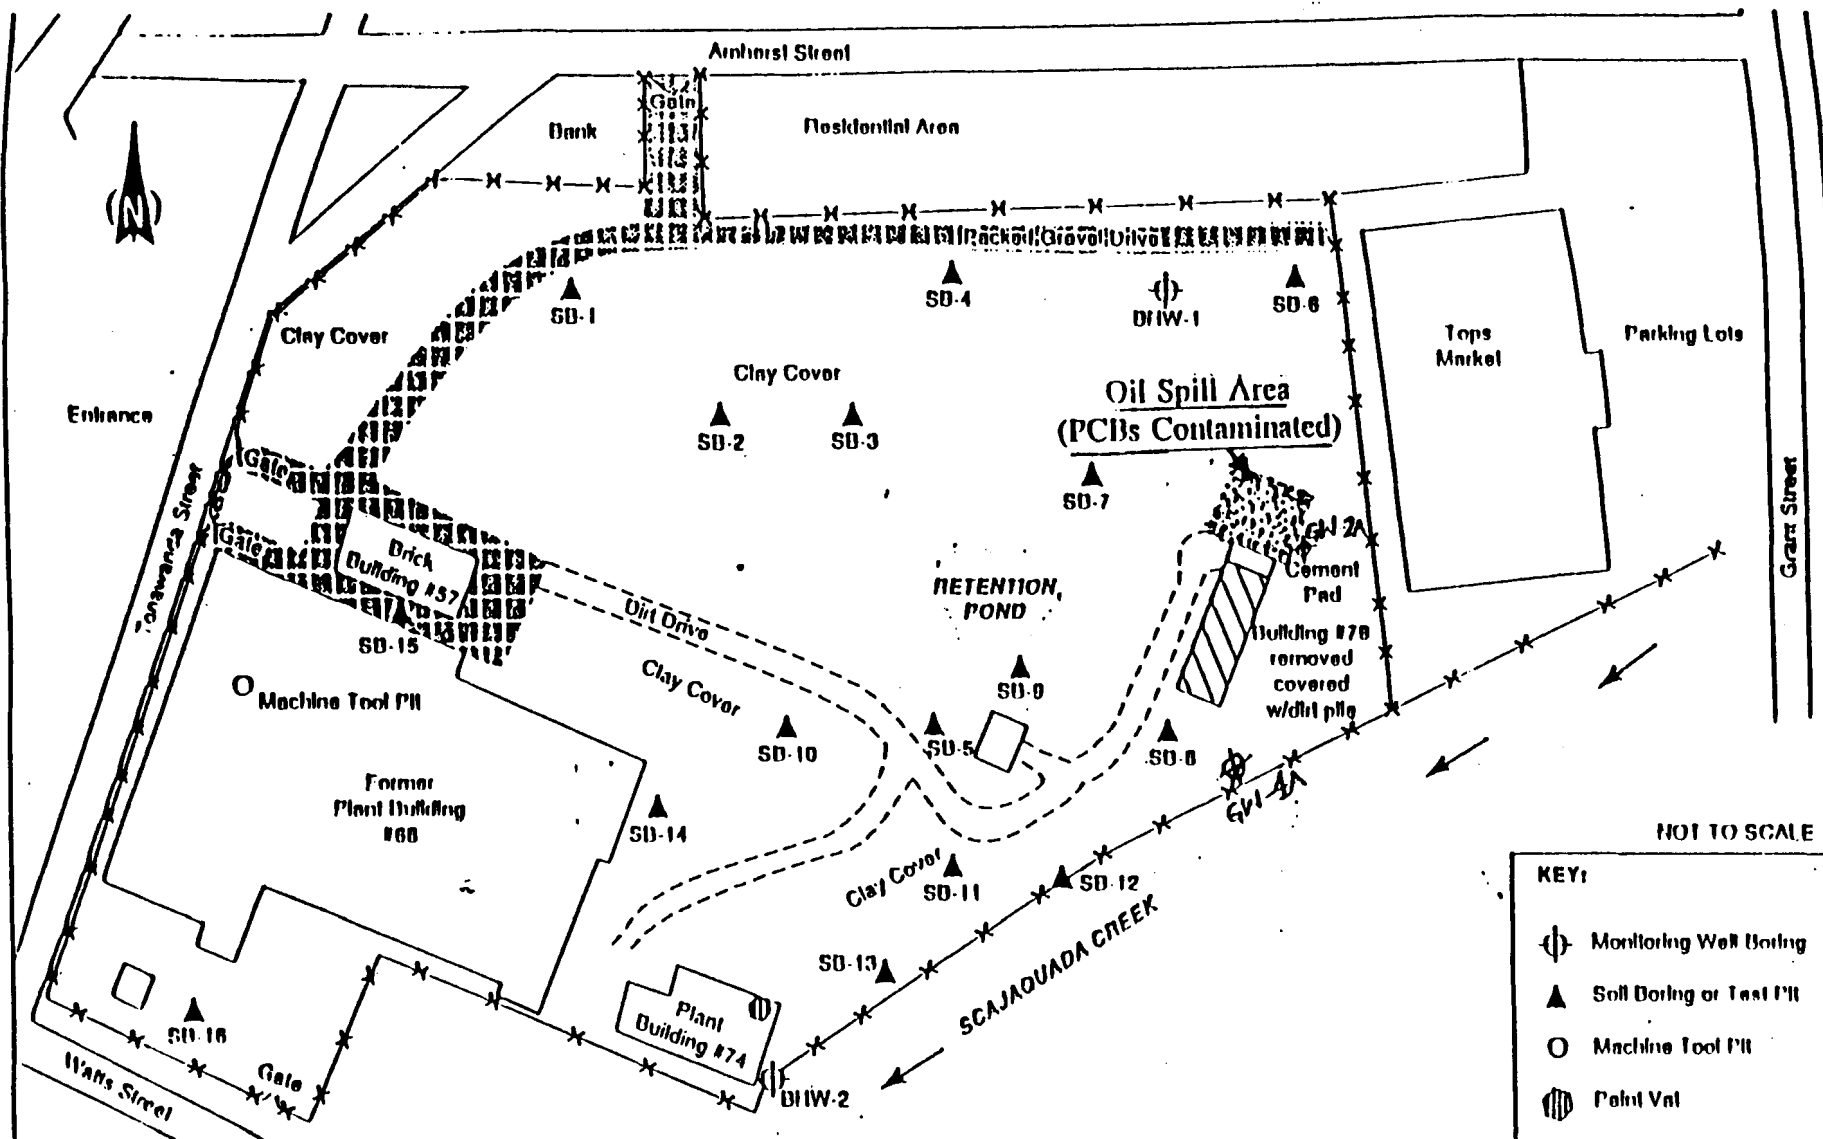 Amherst Street
Gate
Bank
Residential Area
N
Packed Gravel Drive
SB-1
SB-4
BHW-1
SB-6
Clay Cover
Tops
Market
Parking Lots
Clay Cover
Oil Spill Area
(PCBs Contaminated)
Entrance
SB-2
SB-3
SB-7
Gate
Tonawanda Street
Gate
Grant Street
GW 2A
Brick
Building #57
Cement
Pad
RETENTION
POND
Dirt Drive
SB-15
Building #78
removed
covered
w/dirt pile
Clay Cover
SB-9
Machine Tool Pit
SB-10
SB-5
SB-8
GW 4A
Former
Plant Building
#68
SB-14
NOT TO SCALE
Clay Cover
SB-11
SB-12
KEY:
SCAJAQUADA CREEK
Monitoring Well Boring
SB-13
Soil Boring or Test Pit
Plant
Building #74
SB-16
Machine Tool Pit
Gate
Watts Street
BHW-2
Paint Vat